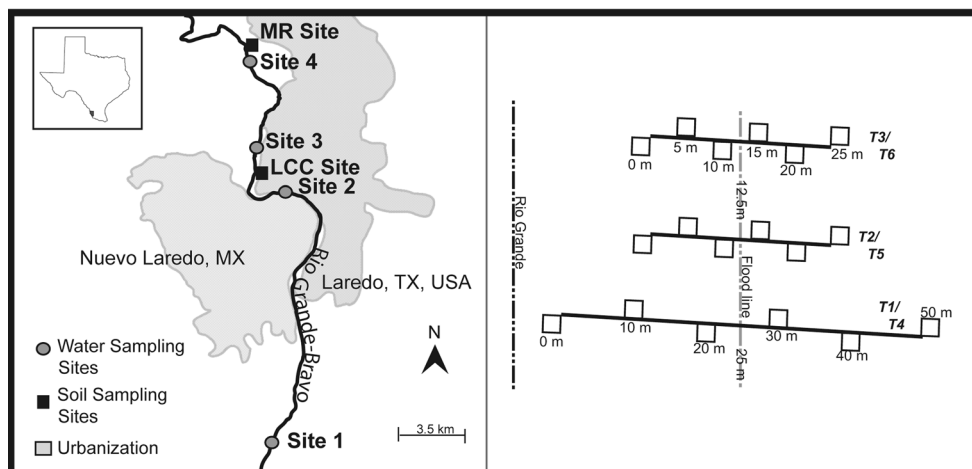 MR Site
Site 4
Site 3
LCC Site
Site 2
Nuevo Laredo, MX
Laredo, TX, USA
Rio Grande-Bravo
Water Sampling
Sites
Soil Sampling
Sites
Urbanization
N
3.5 km
Site 1
Rio Grande
0 m
5 m
10 m
15 m
20 m
25 m
T3/
T6
12.5m
T2/
T5
Flood line
T1/
T4
50 m
0 m
10 m
20 m
25 m
30 m
40 m